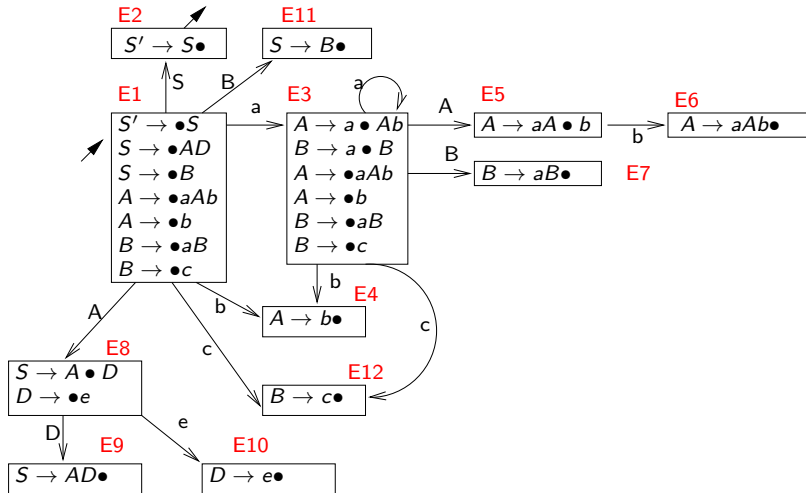 E2
S′ → S●
E11
S → B●
S
B
E1
S′ → ●S
S → ●AD
S → ●B
A → ●aAb
A → ●b
B → ●aB
B → ●c
a
E3
a
A → a ● Ab
B → a ● B
A → ●aAb
A → ●b
B → ●aB
B → ●c
A
E5
A → aA ● b
b
E6
A → aAb●
B
B → aB●
E7
b
b
E4
A → b●
c
c
E12
B → c●
A
E8
S → A ● D
D → ●e
D
e
E9
S → AD●
E10
D → e●